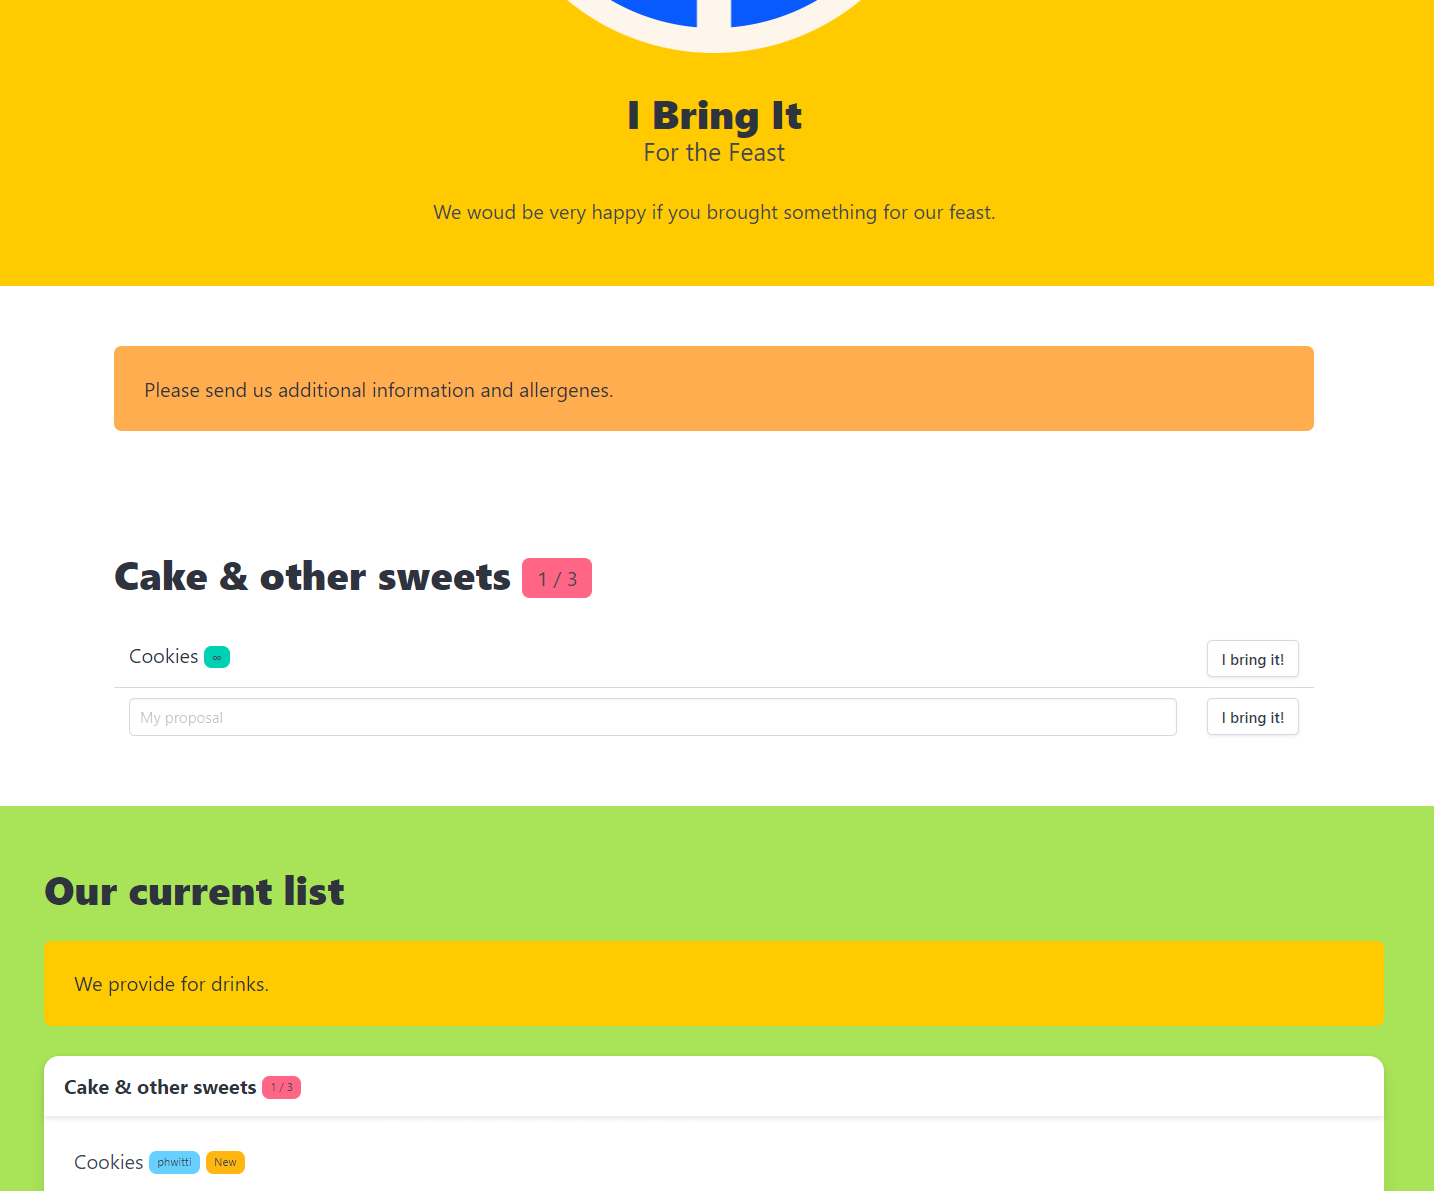 I Bring It
For the Feast
We woud be very happy if you brought something for our feast.
Please send us additional information and allergenes.
Cake & other sweets 1 / 3
Cookies ∞ I bring it!
My proposal I bring it!
Our current list
We provide for drinks.
Cake & other sweets 1 / 3
Cookies phwitti New